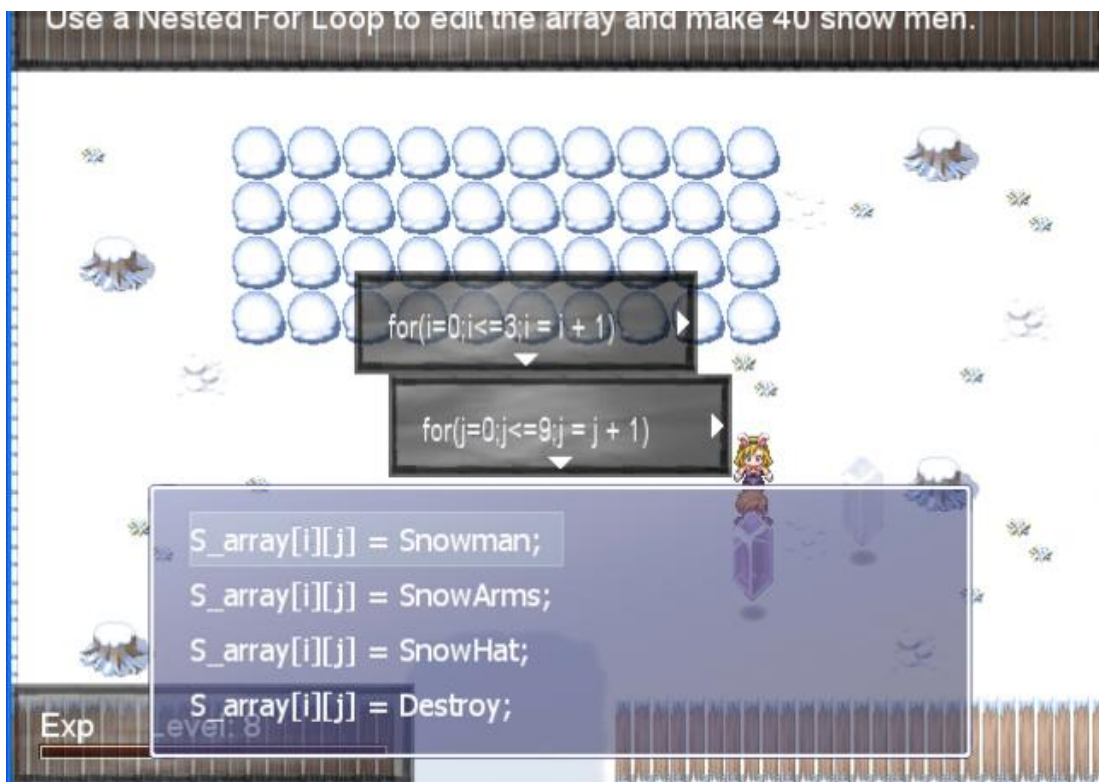 Use a Nested For Loop to edit the array and make 40 snow men.
for(i=0;i<=3;i = i + 1)
for(j=0;j<=9;j = j + 1)
S_array[i][j] = Snowman;
S_array[i][j] = SnowArms;
S_array[i][j] = SnowHat;
S_array[i][j] = Destroy;
Exp Level: 8